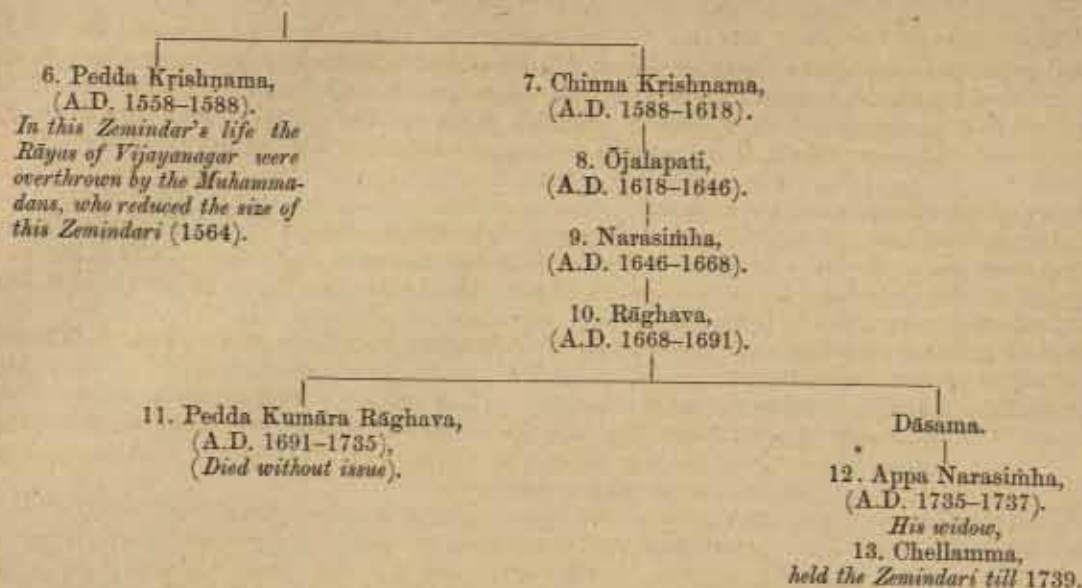 6. Pedda Kṛishṇama,
(A.D. 1558–1588).
In this Zemindar's life the
Rāyas of Vijayanagar were
overthrown by the Muhamma-
dans, who reduced the size of
this Zemindari (1564).
7. Chinna Kṛishṇama,
(A.D. 1588–1618).
8. Ōjalapati,
(A.D. 1618–1646).
9. Narasiṁha,
(A.D. 1646–1668).
10. Rāghava,
(A.D. 1668–1691).
11. Pedda Kumāra Rāghava,
(A.D. 1691–1735),
(Died without issue).
Dāsama.
12. Appa Narasiṁha,
(A.D. 1735–1737).
His widow,
13. Chellamma,
held the Zemindarí till 1739